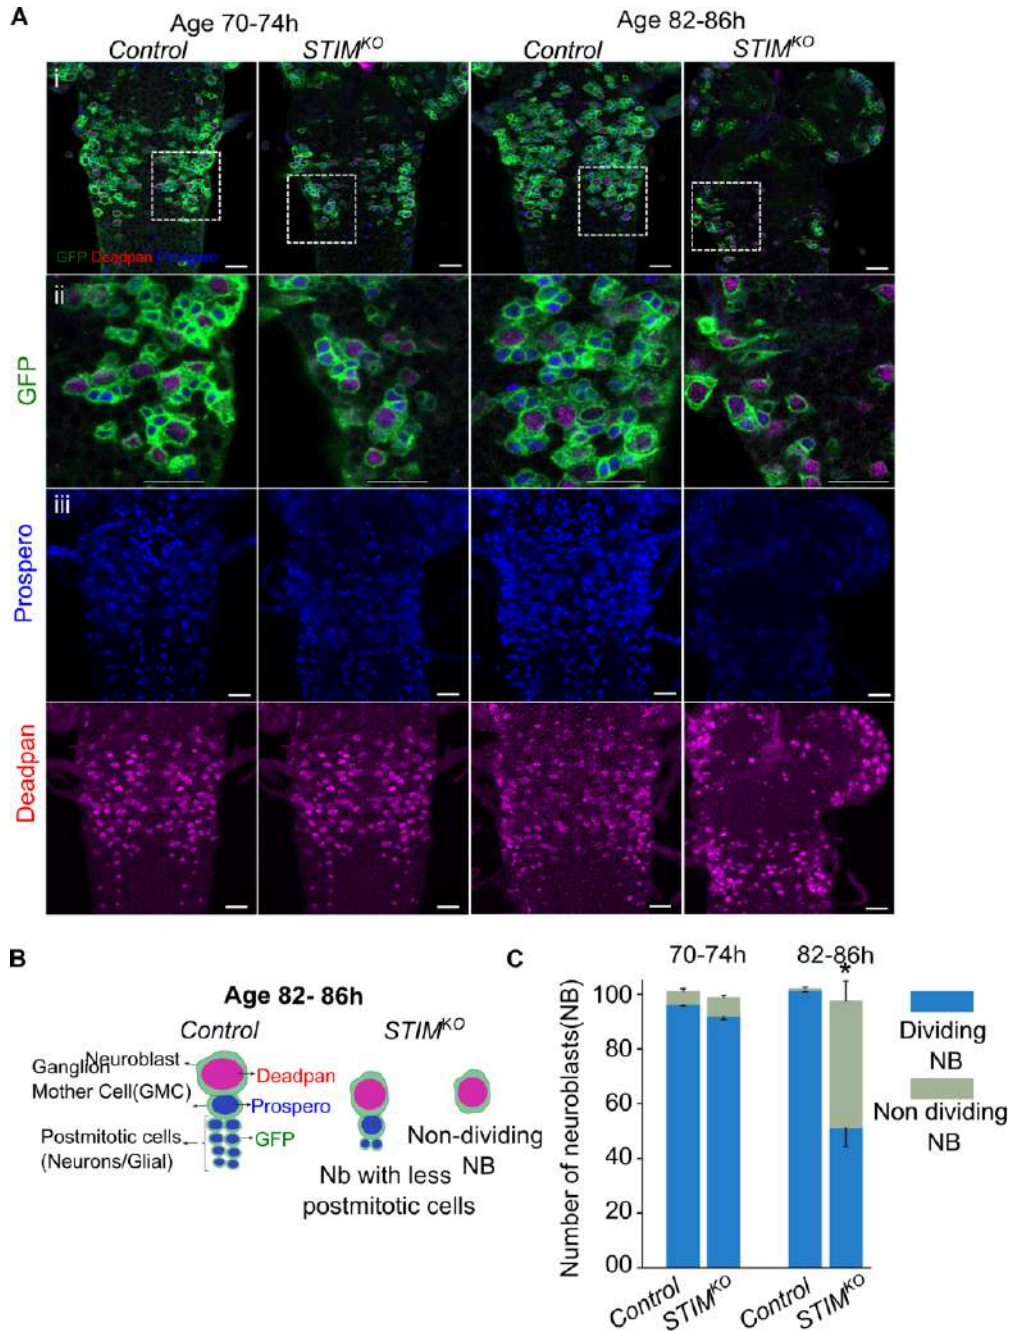 A
Age 70-74h
Age 82-86h
Control
STIMᴷᴼ
Control
STIMᴷᴼ
i
GFP Deadpan Prospero
ii
GFP
iii
Prospero
Deadpan
B
Age 82- 86h
Control
STIMᴷᴼ
Neuroblast
Ganglion
Mother Cell(GMC)
Deadpan
Prospero
Postmitotic cells
(Neurons/Glial)
GFP
Non-dividing
NB
Nb with less
postmitotic cells
C
70-74h
82-86h
*
Number of neuroblasts(NB)
100
80
60
40
20
00
Control
STIMᴷᴼ
Control
STIMᴷᴼ
Dividing
NB
Non dividing
NB